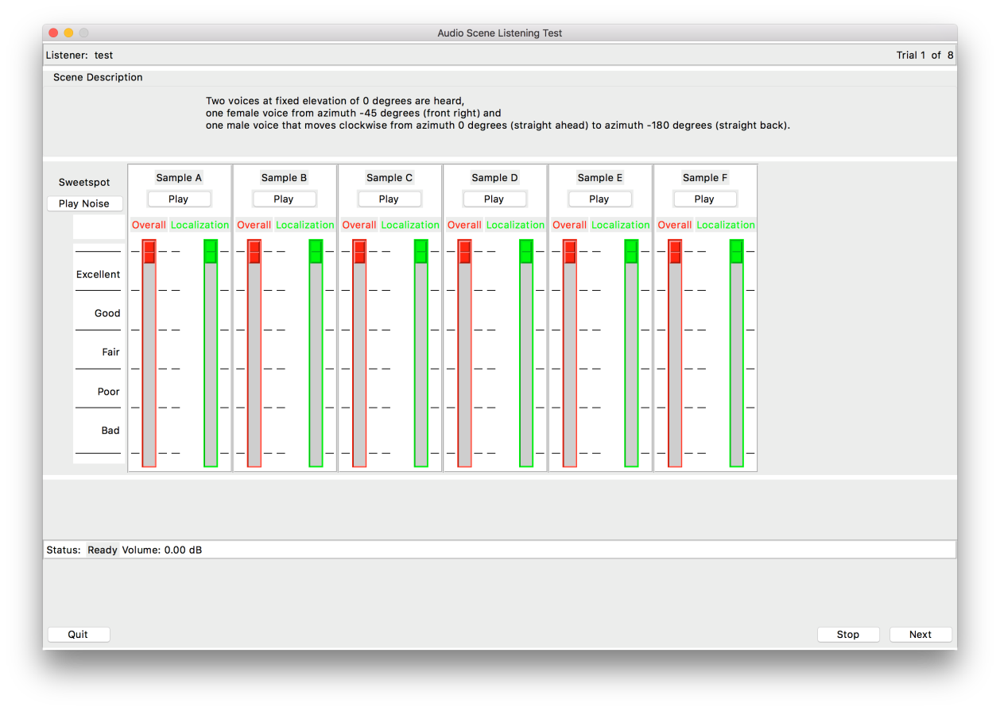 Audio Scene Listening Test
Listener: test Trial 1 of 8
Scene Description
Two voices at fixed elevation of 0 degrees are heard,
one female voice from azimuth -45 degrees (front right) and
one male voice that moves clockwise from azimuth 0 degrees (straight ahead) to azimuth -180 degrees (straight back).
Sweetspot Sample A Sample B Sample C Sample D Sample E Sample F
Play Noise Play Play Play Play Play Play
Overall Localization Overall Localization Overall Localization Overall Localization Overall Localization Overall Localization
Excellent
Good
Fair
Poor
Bad
Status: Ready Volume: 0.00 dB
Quit Stop Next